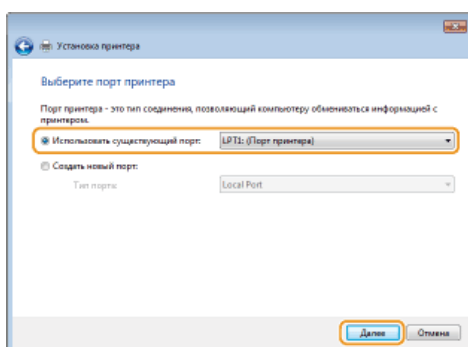 Установка принтера
Выберите порт принтера
Порт принтера - это тип соединения, позволяющий компьютеру обмениваться информацией с
принтером.
Использовать существующий порт: LPT1: (Порт принтера)
Создать новый порт:
Тип порта: Local Port
Далее Отмена